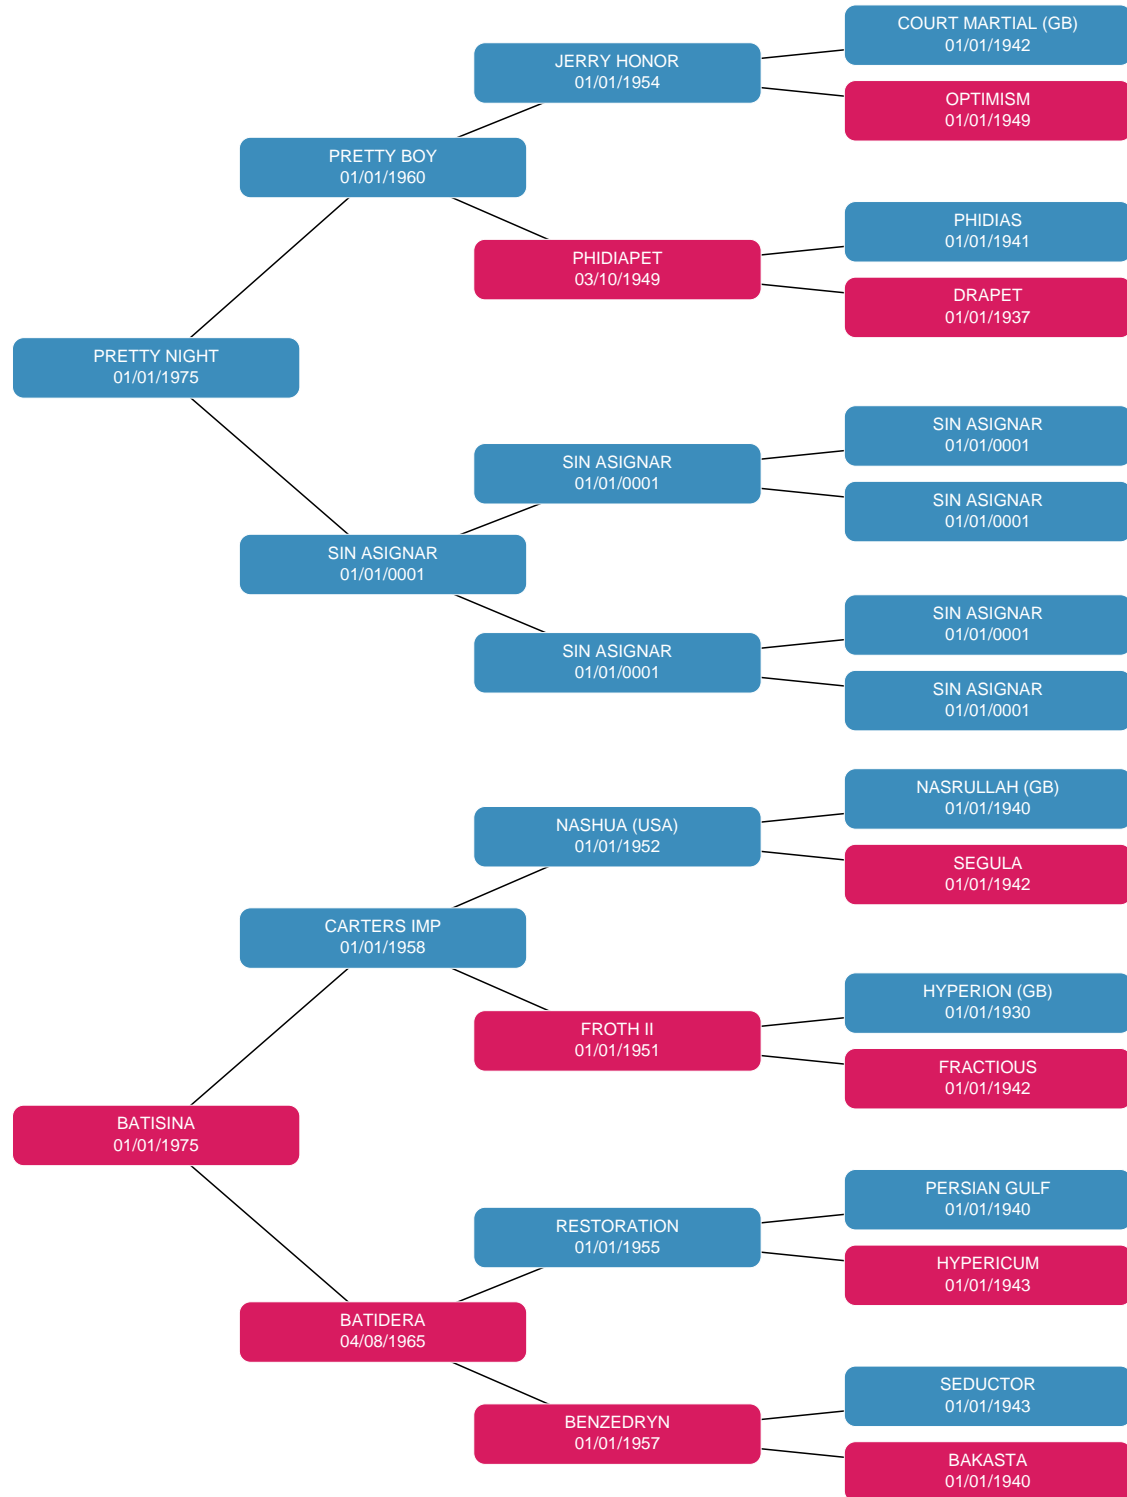 COURT MARTIAL (GB)
01/01/1942
JERRY HONOR
01/01/1954
OPTIMISM
01/01/1949
PRETTY BOY
01/01/1960
PHIDIAS
01/01/1941
PHIDIAPET
03/10/1949
DRAPET
01/01/1937
PRETTY NIGHT
01/01/1975
SIN ASIGNAR
01/01/0001
SIN ASIGNAR
01/01/0001
SIN ASIGNAR
01/01/0001
SIN ASIGNAR
01/01/0001
SIN ASIGNAR
01/01/0001
SIN ASIGNAR
01/01/0001
SIN ASIGNAR
01/01/0001
NASRULLAH (GB)
01/01/1940
NASHUA (USA)
01/01/1952
SEGULA
01/01/1942
CARTERS IMP
01/01/1958
HYPERION (GB)
01/01/1930
FROTH II
01/01/1951
FRACTIOUS
01/01/1942
BATISINA
01/01/1975
PERSIAN GULF
01/01/1940
RESTORATION
01/01/1955
HYPERICUM
01/01/1943
BATIDERA
04/08/1965
SEDUCTOR
01/01/1943
BENZEDRYN
01/01/1957
BAKASTA
01/01/1940